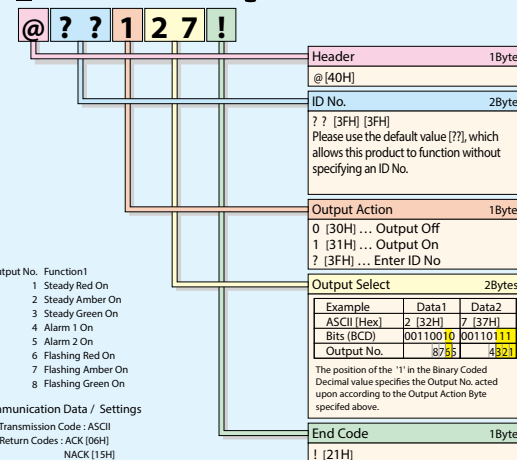 @ ? ? 1 2 7 !
Header 1Byte
@ [40H]
ID No. 2Byte
? ? [3FH] [3FH]
Please use the default value [??], which
allows this product to function without
specifying an ID No.
Output Action 1Byte
0 [30H] ... Output Off
1 [31H] ... Output On
? [3FH] ... Enter ID No
Output Select 2Bytes
Example Data1 Data2
ASCII [Hex] 2 [32H] 7 [37H]
Bits (BCD) 00110010 00110111
Output No. 8765 4321
The position of the '1' in the Binary Coded
Decimal value specifies the Output No. acted
upon according to the Output Action Byte
specifed above.
End Code 1Byte
! [21H]
tput No. Function1
1 Steady Red On
2 Steady Amber On
3 Steady Green On
4 Alarm 1 On
5 Alarm 2 On
6 Flashing Red On
7 Flashing Amber On
8 Flashing Green On
mmunication Data / Settings
Transmission Code : ASCII
Return Codes : ACK [06H]
NACK [15H]